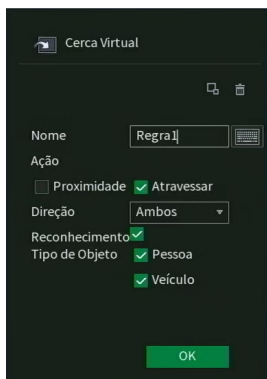 Cerca Virtual
Nome Regra1
Ação
Proximidade Atravessar
Direção Ambos
Reconhecimento
Tipo de Objeto Pessoa
Veículo
OK